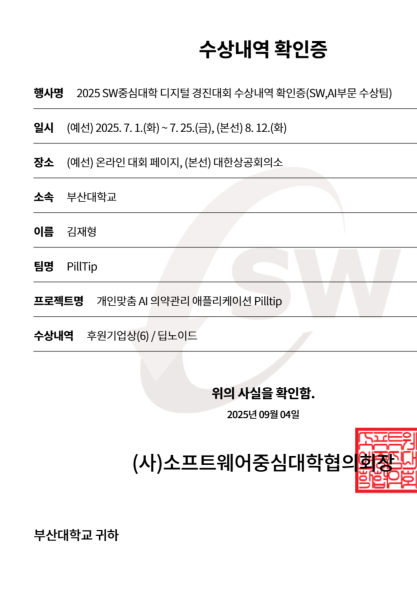 수상내역 확인증
행사명 2025 SW중심대학 디지털 경진대회 수상내역 확인증(SW,AI부문 수상팀)
일시 (예선) 2025. 7. 1.(화) ~ 7. 25.(금), (본선) 8. 12.(화)
장소 (예선) 온라인 대회 페이지, (본선) 대한상공회의소
소속 부산대학교
이름 김재형
팀명 PillTip
프로젝트명 개인맞춤 AI 의약관리 애플리케이션 Pilltip
수상내역 후원기업상(6) / 딥노이드
SW
위의 사실을 확인함.
2025년 09월 04일
(사)소프트웨어중심대학협의회장
부산대학교 귀하